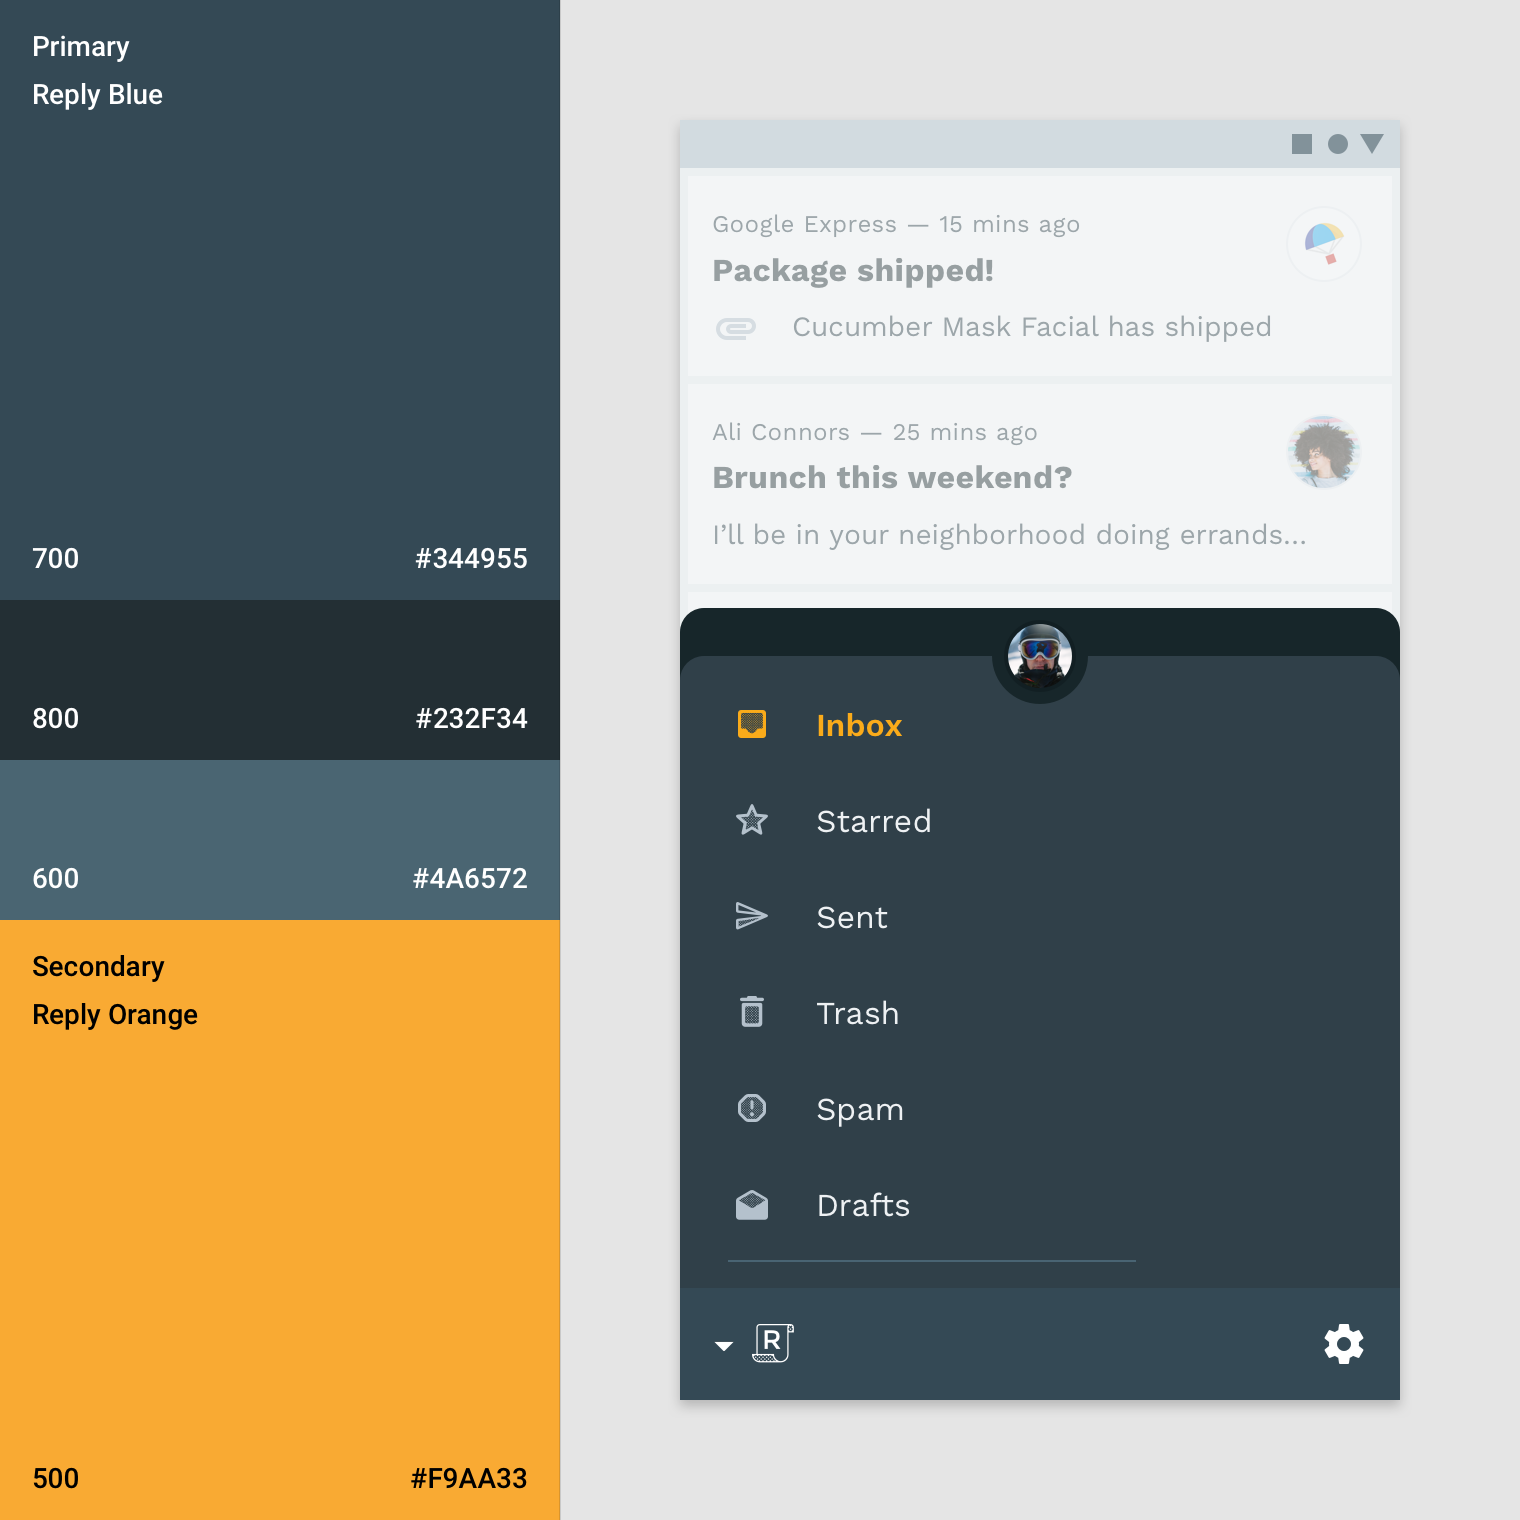 Primary
Reply Blue
700 #344955
800 #232F34
600 #4A6572
Secondary
Reply Orange
500 #F9AA33
Google Express — 15 mins ago
Package shipped!
Cucumber Mask Facial has shipped
Ali Connors — 25 mins ago
Brunch this weekend?
I’ll be in your neighborhood doing errands...
Inbox
Starred
Sent
Trash
Spam
Drafts
R